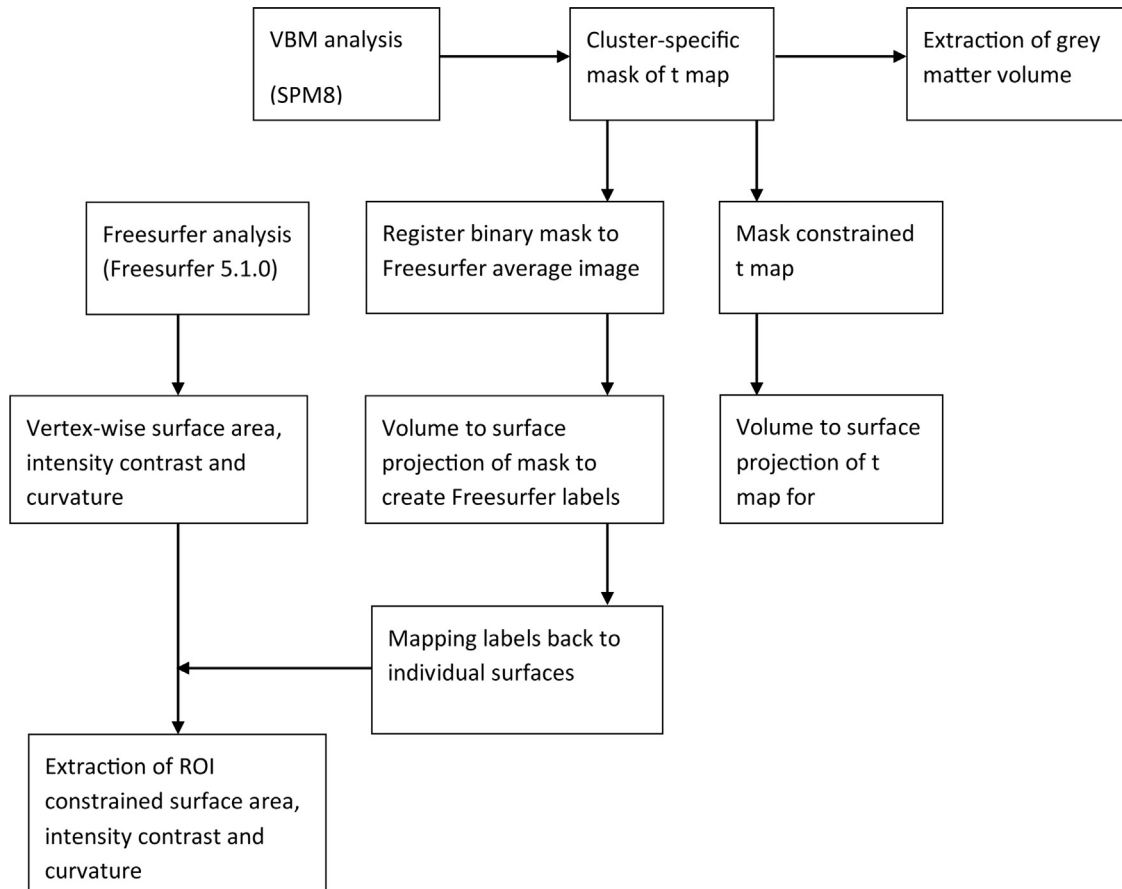 VBM analysis
(SPM8)
Cluster-specific
mask of t map
Extraction of grey
matter volume
Freesurfer analysis
(Freesurfer 5.1.0)
Register binary mask to
Freesurfer average image
Mask constrained
t map
Vertex-wise surface area,
intensity contrast and
curvature
Volume to surface
projection of mask to
create Freesurfer labels
Volume to surface
projection of t
map for
Mapping labels back to
individual surfaces
Extraction of ROI
constrained surface area,
intensity contrast and
curvature